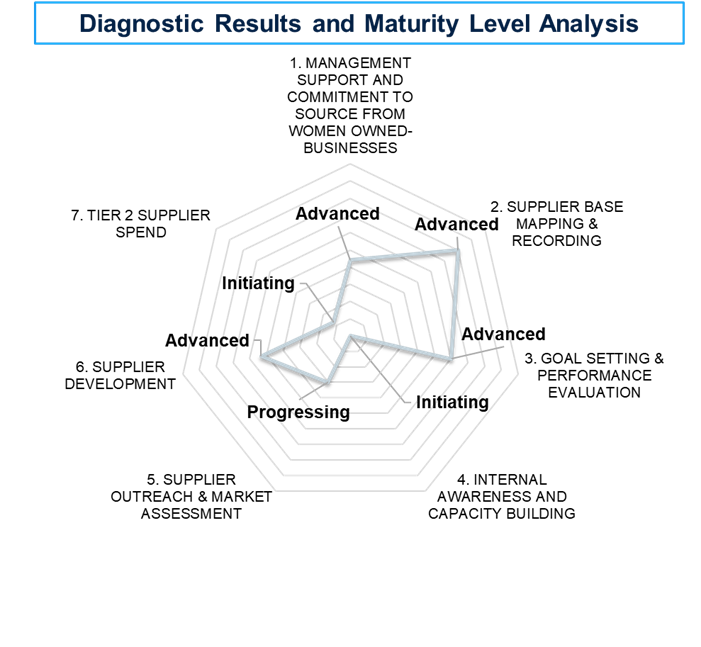 Diagnostic Results and Maturity Level Analysis
1. MANAGEMENT
SUPPORT AND
COMMITMENT TO
SOURCE FROM
WOMEN OWNED-
BUSINESSES
Advanced
2. SUPPLIER BASE
MAPPING &
RECORDING
Advanced
3. GOAL SETTING &
PERFORMANCE
EVALUATION
Advanced
4. INTERNAL
AWARENESS AND
CAPACITY BUILDING
Initiating
5. SUPPLIER
OUTREACH & MARKET
ASSESSMENT
Progressing
6. SUPPLIER
DEVELOPMENT
Advanced
7. TIER 2 SUPPLIER
SPEND
Initiating